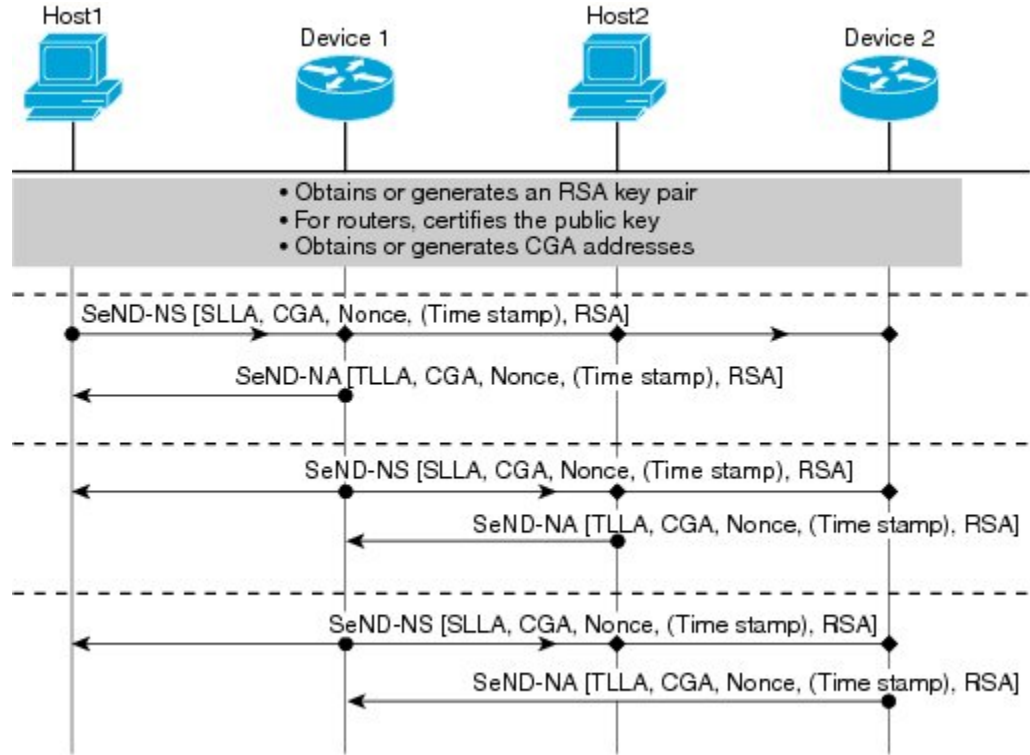 Host1
Device 1
Host2
Device 2
• Obtains or generates an RSA key pair
• For routers, certifies the public key
• Obtains or generates CGA addresses
SeND-NS [SLLA, CGA, Nonce, (Time stamp), RSA]
SeND-NA [TLLA, CGA, Nonce, (Time stamp), RSA]
SeND-NS [SLLA, CGA, Nonce, (Time stamp), RSA]
SeND-NA [TLLA, CGA, Nonce, (Time stamp), RSA]
SeND-NS [SLLA, CGA, Nonce, (Time stamp), RSA]
SeND-NA [TLLA, CGA, Nonce, (Time stamp), RSA]